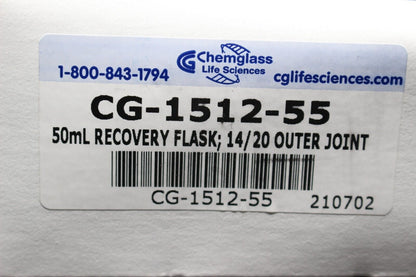 Chemglass
Life Sciences
1-800-843-1794
cglifesciences.com
CG-1512-55
50mL RECOVERY FLASK; 14/20 OUTER JOINT
CG-1512-55
210702